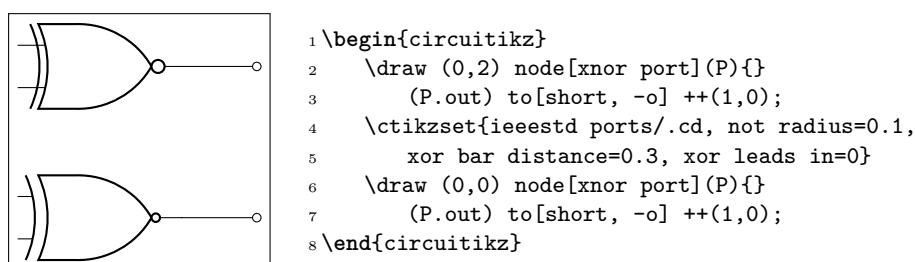 1 \begin{circuitikz}
2 \draw (0,2) node[xnor port](P){}
3 (P.out) to[short, -o] ++(1,0);
4 \ctikzset{ieeestd ports/.cd, not radius=0.1,
5 xor bar distance=0.3, xor leads in=0}
6 \draw (0,0) node[xnor port](P){}
7 (P.out) to[short, -o] ++(1,0);
8 \end{circuitikz}